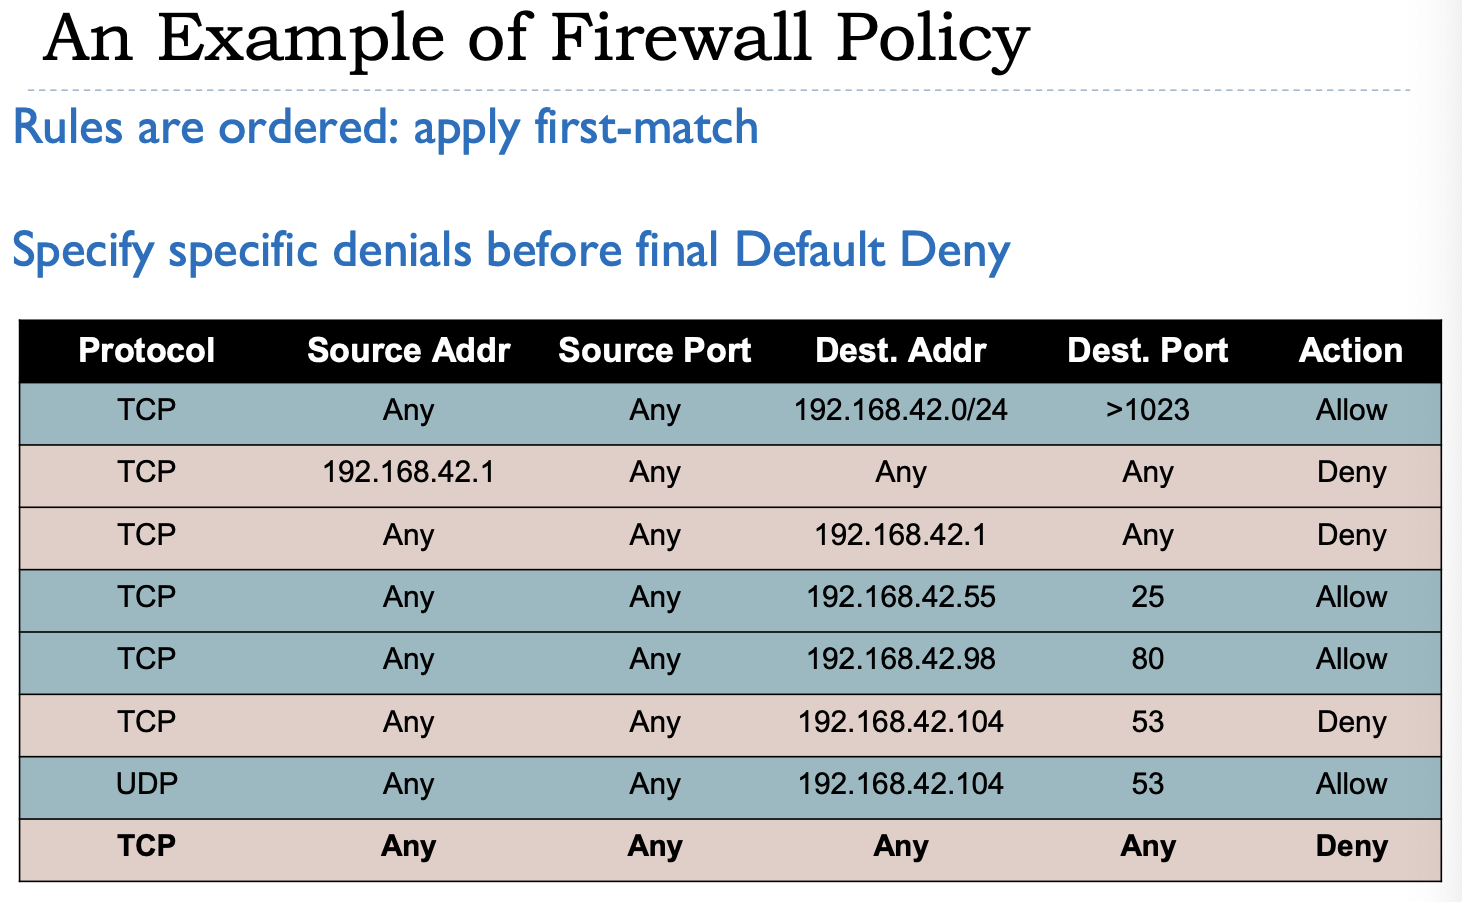 An Example of Firewall Policy
Rules are ordered: apply first-match
Specify specific denials before final Default Deny
Protocol Source Addr Source Port Dest. Addr Dest. Port Action
TCP Any Any 192.168.42.0/24 >1023 Allow
TCP 192.168.42.1 Any Any Any Deny
TCP Any Any 192.168.42.1 Any Deny
TCP Any Any 192.168.42.55 25 Allow
TCP Any Any 192.168.42.98 80 Allow
TCP Any Any 192.168.42.104 53 Deny
UDP Any Any 192.168.42.104 53 Allow
TCP Any Any Any Any Deny